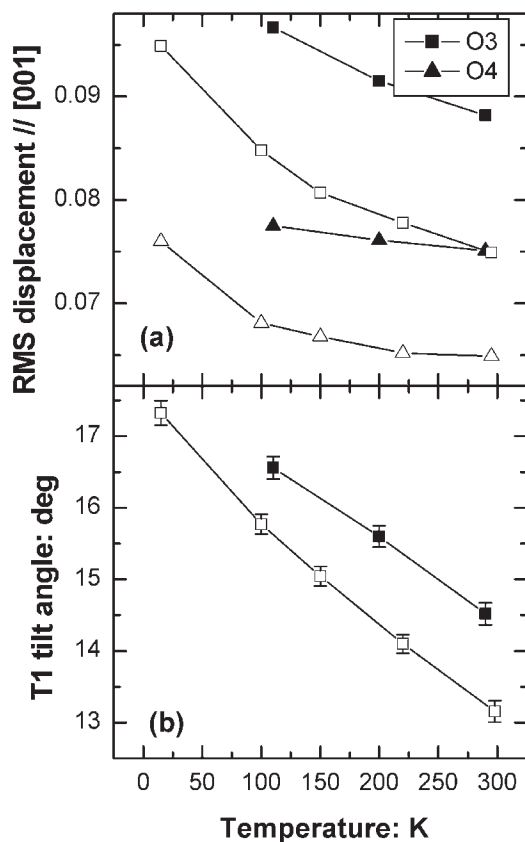 RMS displacement // [001]
0.09
0.08
0.07
O3
O4
(a)
T1 tilt angle: deg
17
16
15
14
13
(b)
0 50 100 150 200 250 300
Temperature: K